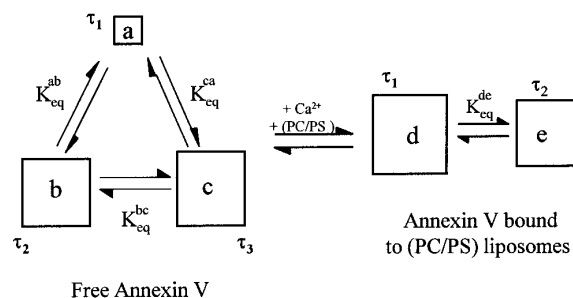 τ₁
a
K_eq^ab
K_eq^ca
b
c
K_eq^bc
τ₂
τ₃
Free Annexin V
+ Ca²⁺
+ (PC/PS)
τ₁
d
K_eq^de
τ₂
e
Annexin V bound
to (PC/PS) liposomes